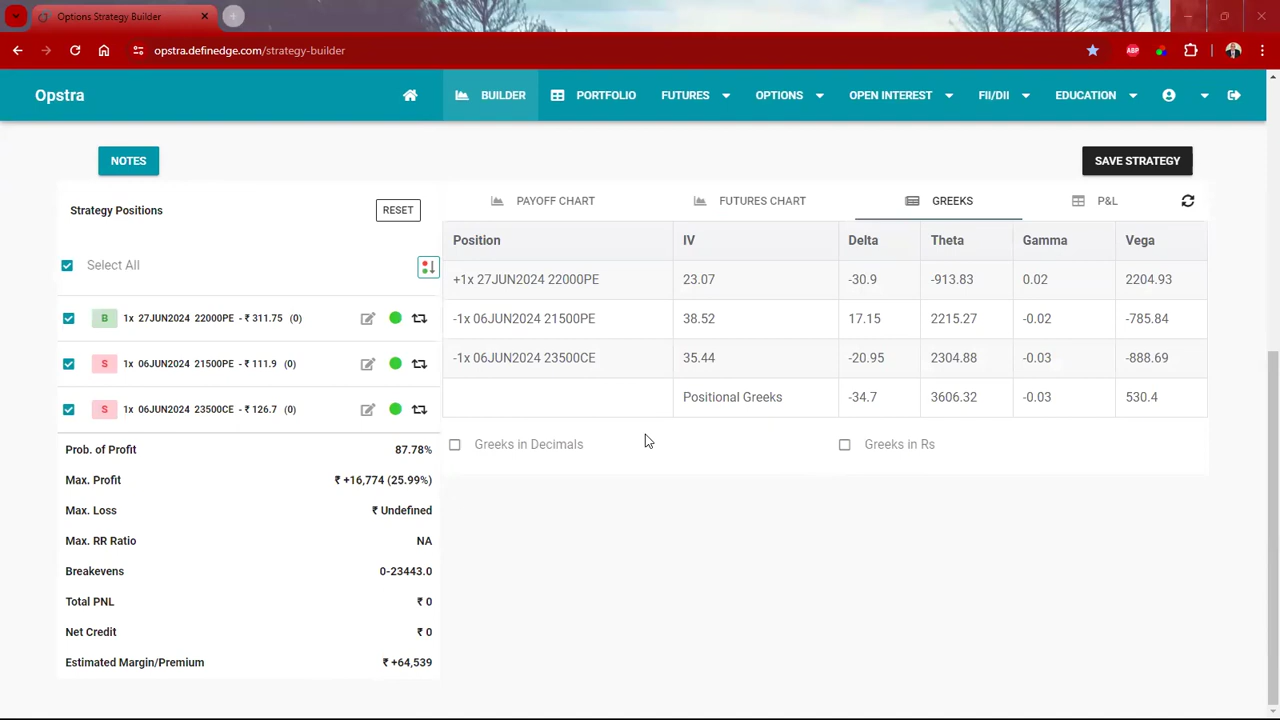 Options Strategy Builder
opstra.definedge.com/strategy-builder
ABP
Opstra
BUILDER
PORTFOLIO
FUTURES
OPTIONS
OPEN INTEREST
FII/DII
EDUCATION
NOTES
SAVE STRATEGY
Strategy Positions
RESET
Select All
B 1x 27JUN2024 22000PE - ₹ 311.75 (0)
S 1x 06JUN2024 21500PE - ₹ 111.9 (0)
S 1x 06JUN2024 23500CE - ₹ 126.7 (0)
Prob. of Profit 87.78%
Max. Profit ₹ +16,774 (25.99%)
Max. Loss ₹ Undefined
Max. RR Ratio NA
Breakevens 0-23443.0
Total PNL ₹ 0
Net Credit ₹ 0
Estimated Margin/Premium ₹ +64,539
PAYOFF CHART
FUTURES CHART
GREEKS
P&L
Position IV Delta Theta Gamma Vega
+1x 27JUN2024 22000PE 23.07 -30.9 -913.83 0.02 2204.93
-1x 06JUN2024 21500PE 38.52 17.15 2215.27 -0.02 -785.84
-1x 06JUN2024 23500CE 35.44 -20.95 2304.88 -0.03 -888.69
Positional Greeks -34.7 3606.32 -0.03 530.4
Greeks in Decimals
Greeks in Rs